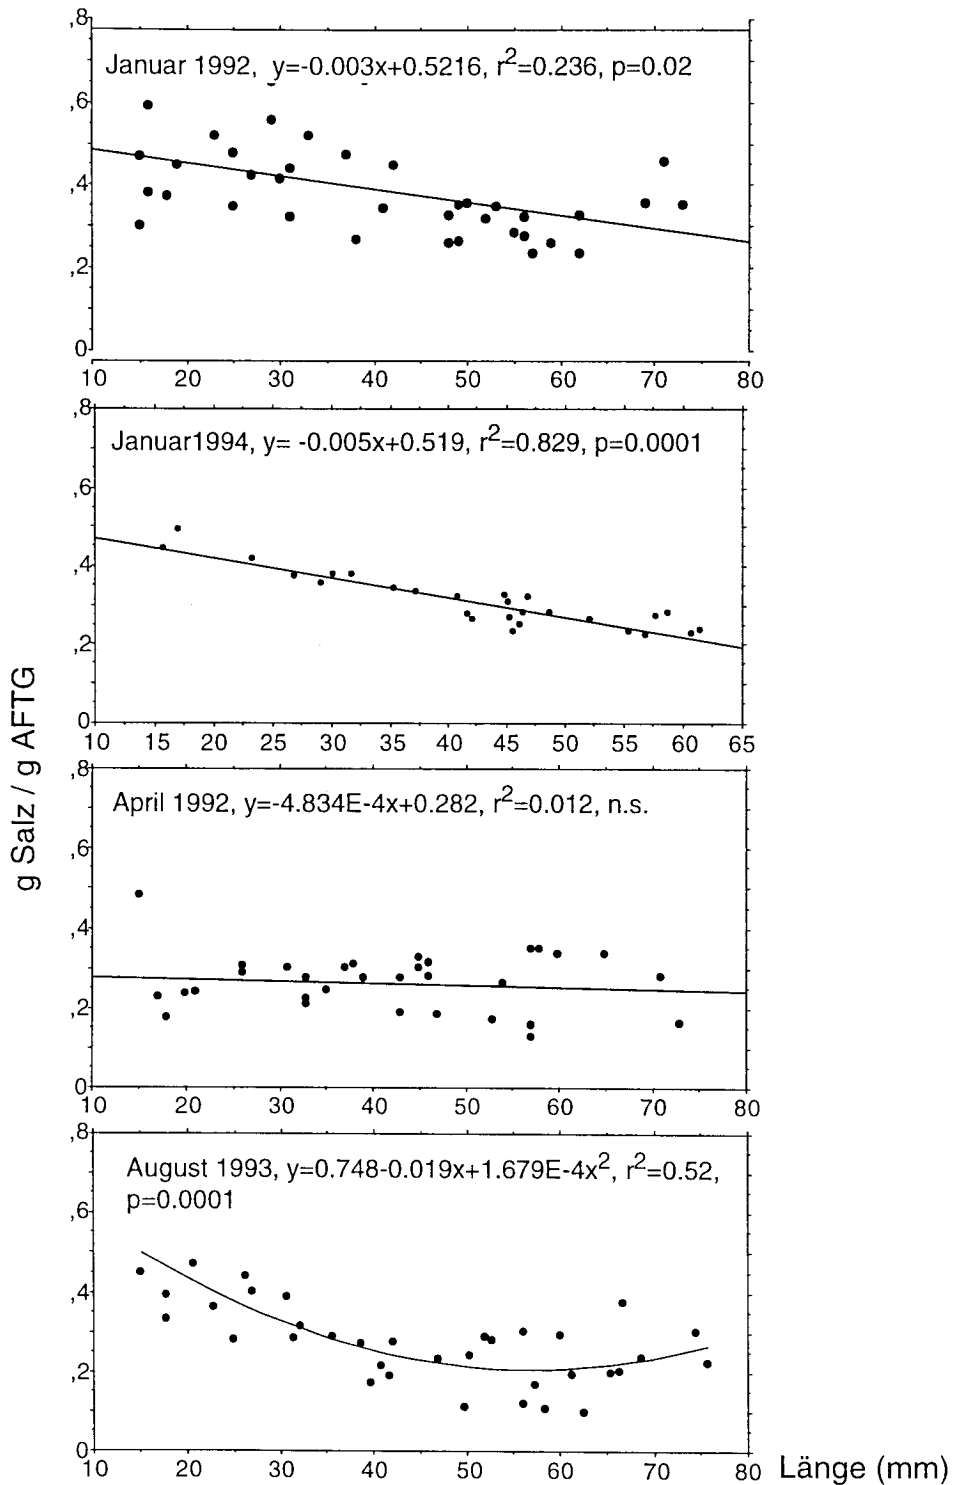 ,8
Januar 1992, y=-0.003x+0.5216, r2=0.236, p=0.02
,6
,4
,2
0
10 20 30 40 50 60 70 80
,8
Januar1994, y= -0.005x+0.519, r2=0.829, p=0.0001
,6
,4
,2
0
10 15 20 25 30 35 40 45 50 55 60 65
g Salz / g AFTG
,8
April 1992, y=-4.834E-4x+0.282, r2=0.012, n.s.
,6
,4
,2
0
10 20 30 40 50 60 70 80
,8
August 1993, y=0.748-0.019x+1.679E-4x2, r2=0.52,
p=0.0001
,6
,4
,2
0
10 20 30 40 50 60 70 80 Länge (mm)